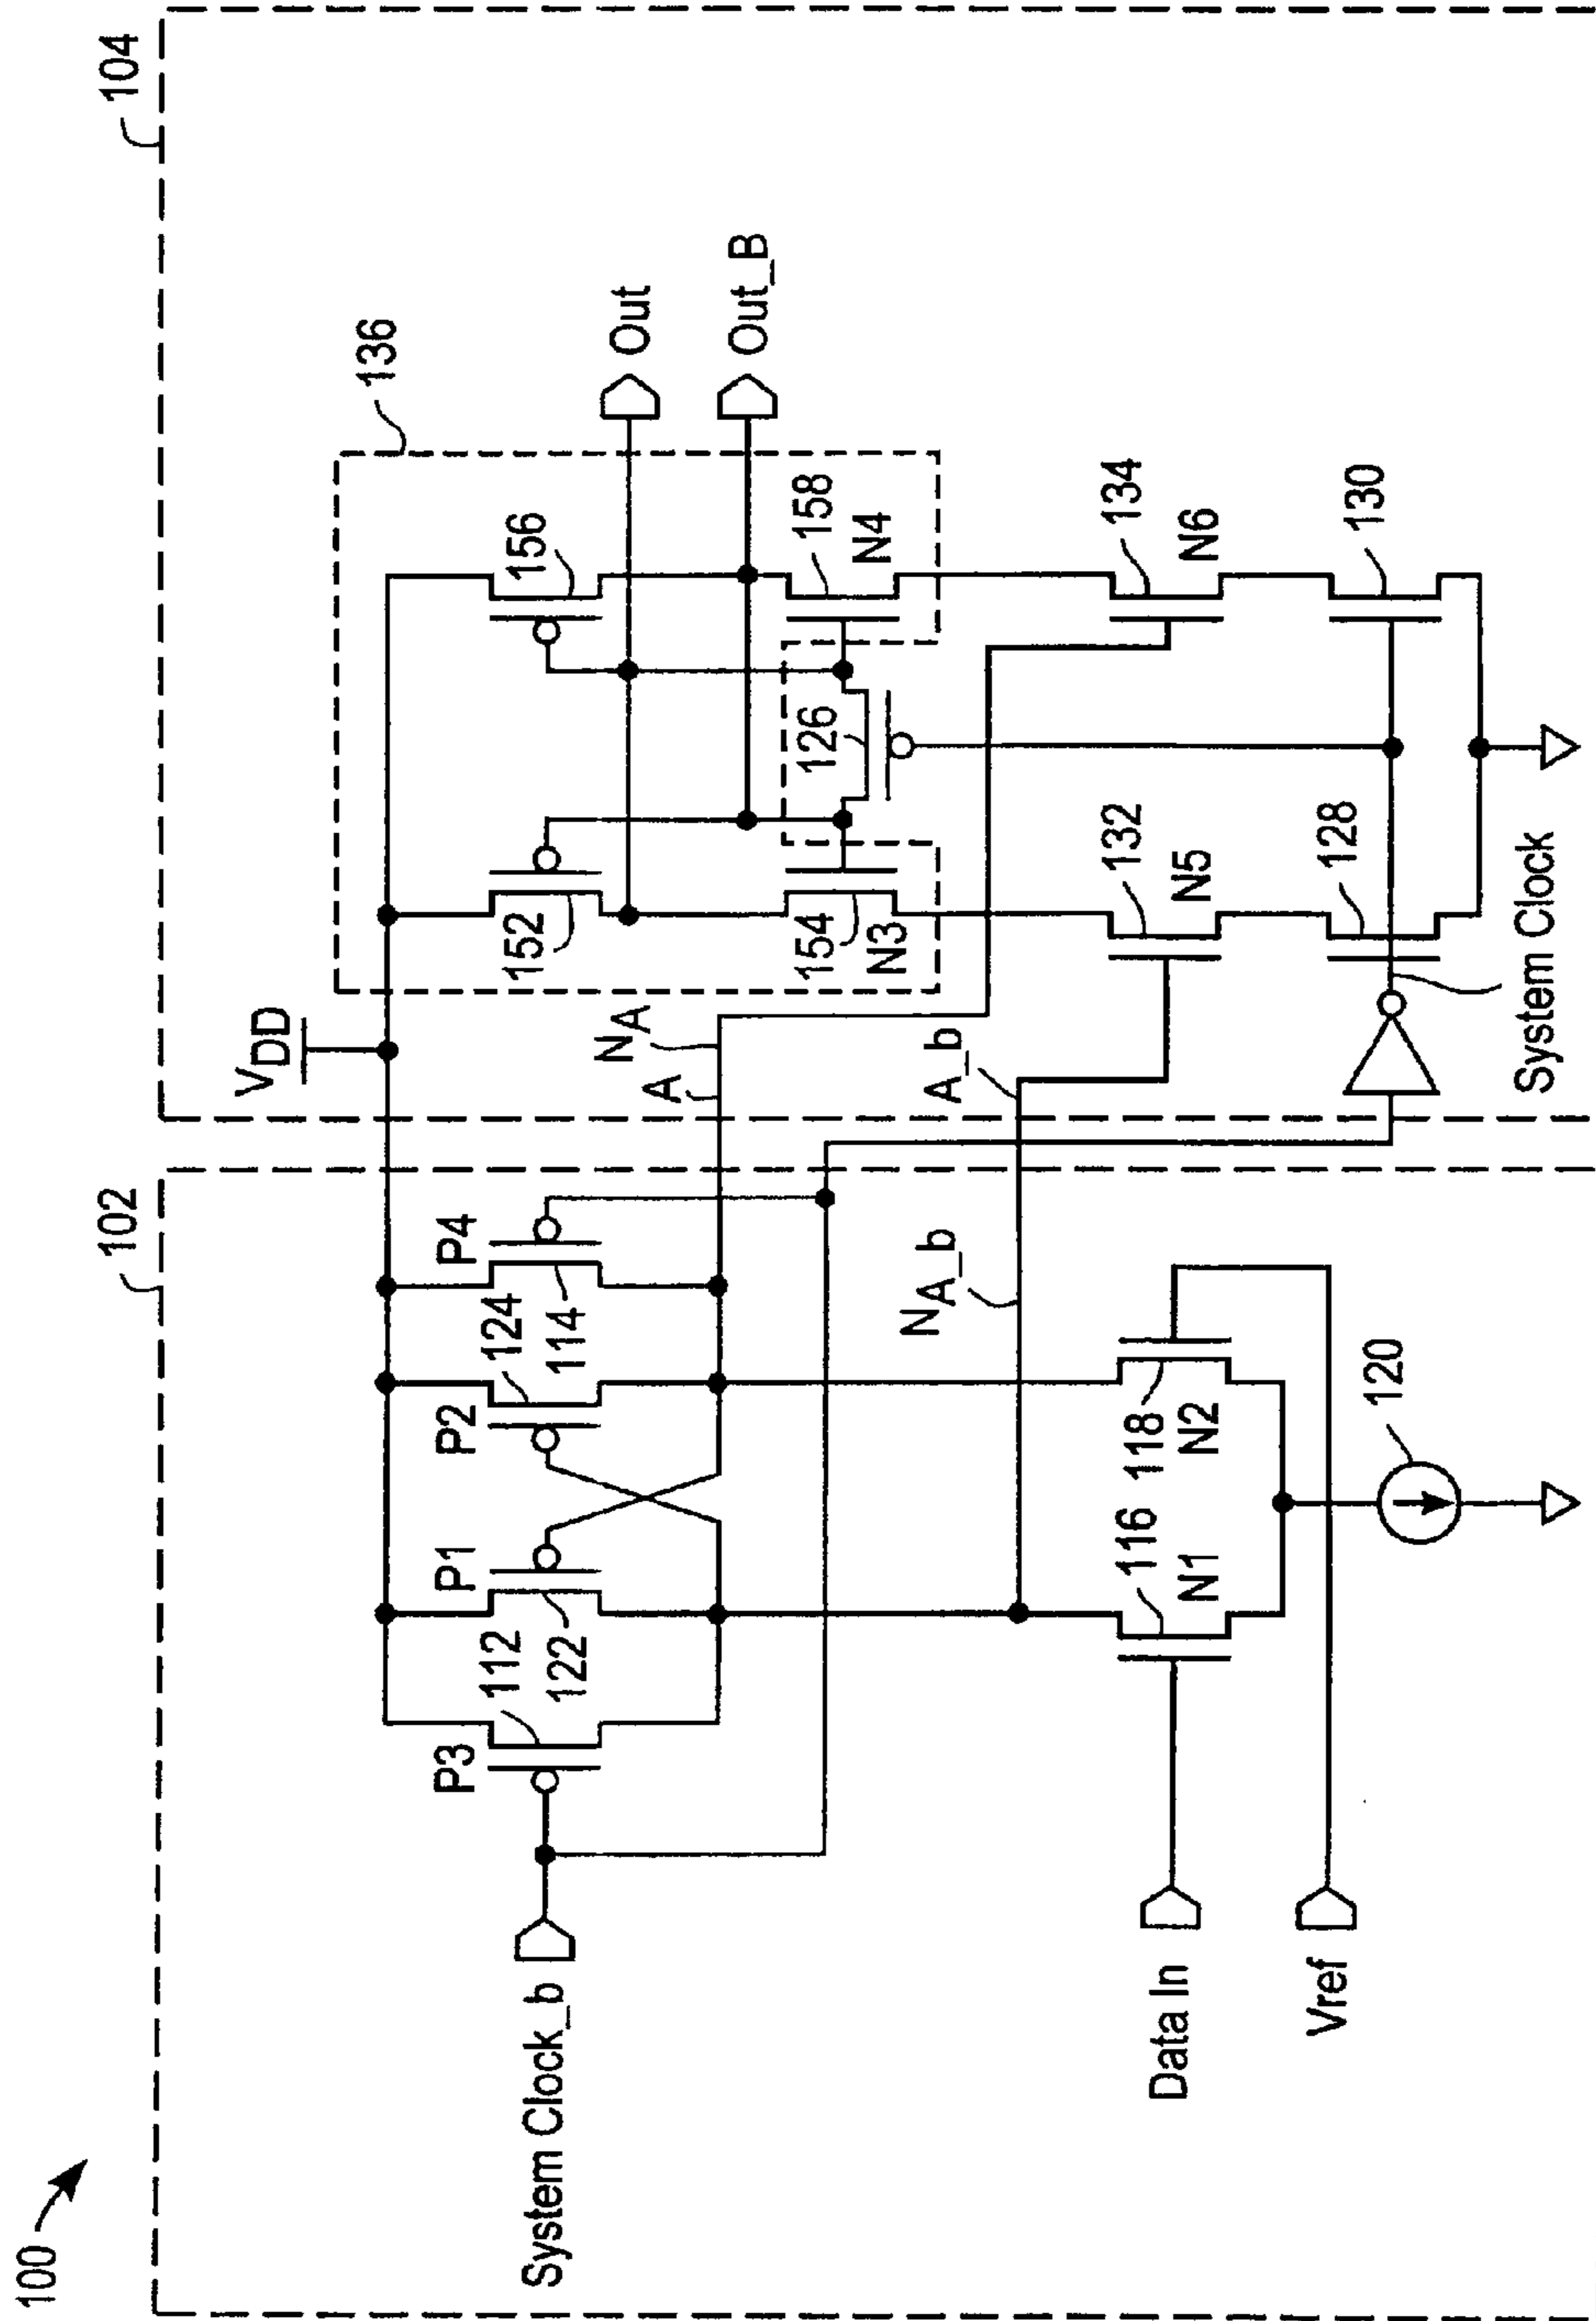 100
102
104
System Clock_b
P3
112
P1
122
P2
124
P4
114
VDD
136
152
156
Out
Out_B
NA
A
154
N3
126
158
N4
NA_b
A_b
Data In
Vref
116
N1
118
N2
120
132
N5
134
N6
128
130
System Clock